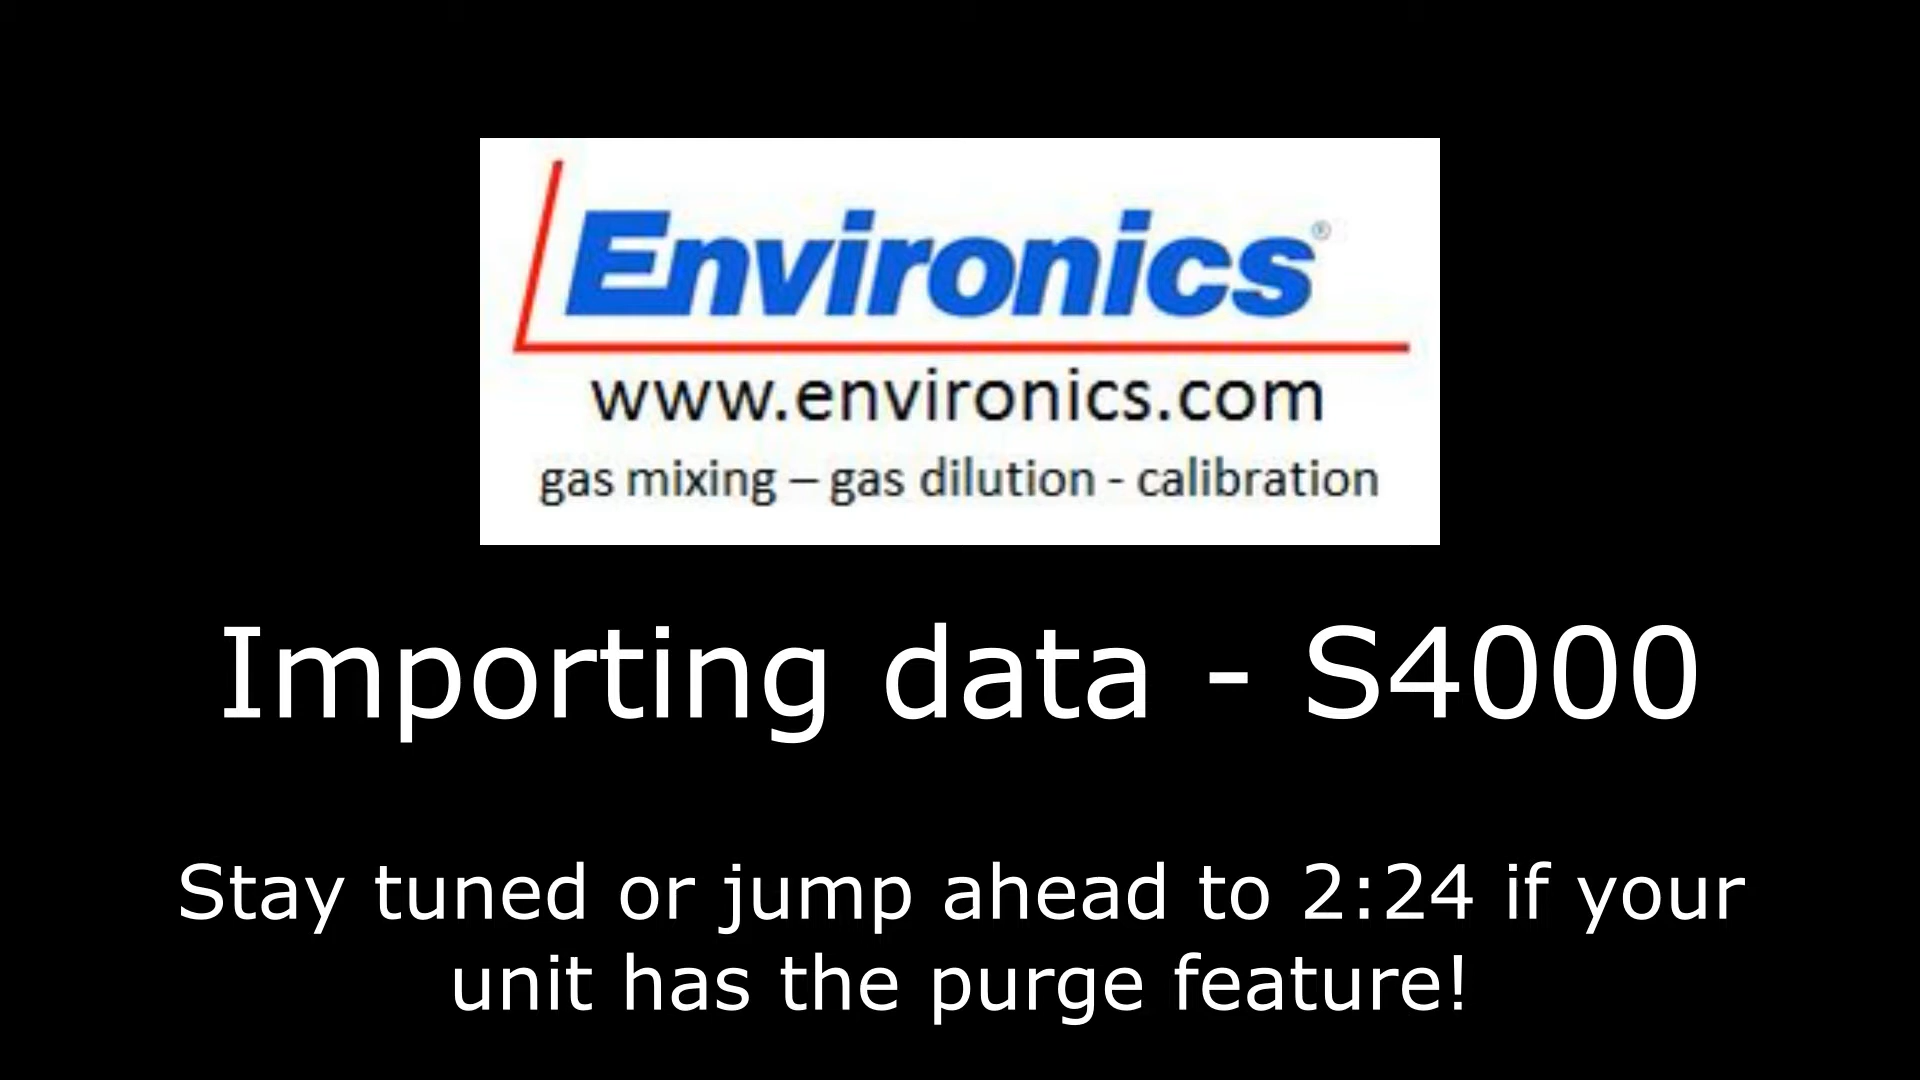 Environics®
www.environics.com
gas mixing – gas dilution - calibration
Importing data - S4000
Stay tuned or jump ahead to 2:24 if your
unit has the purge feature!